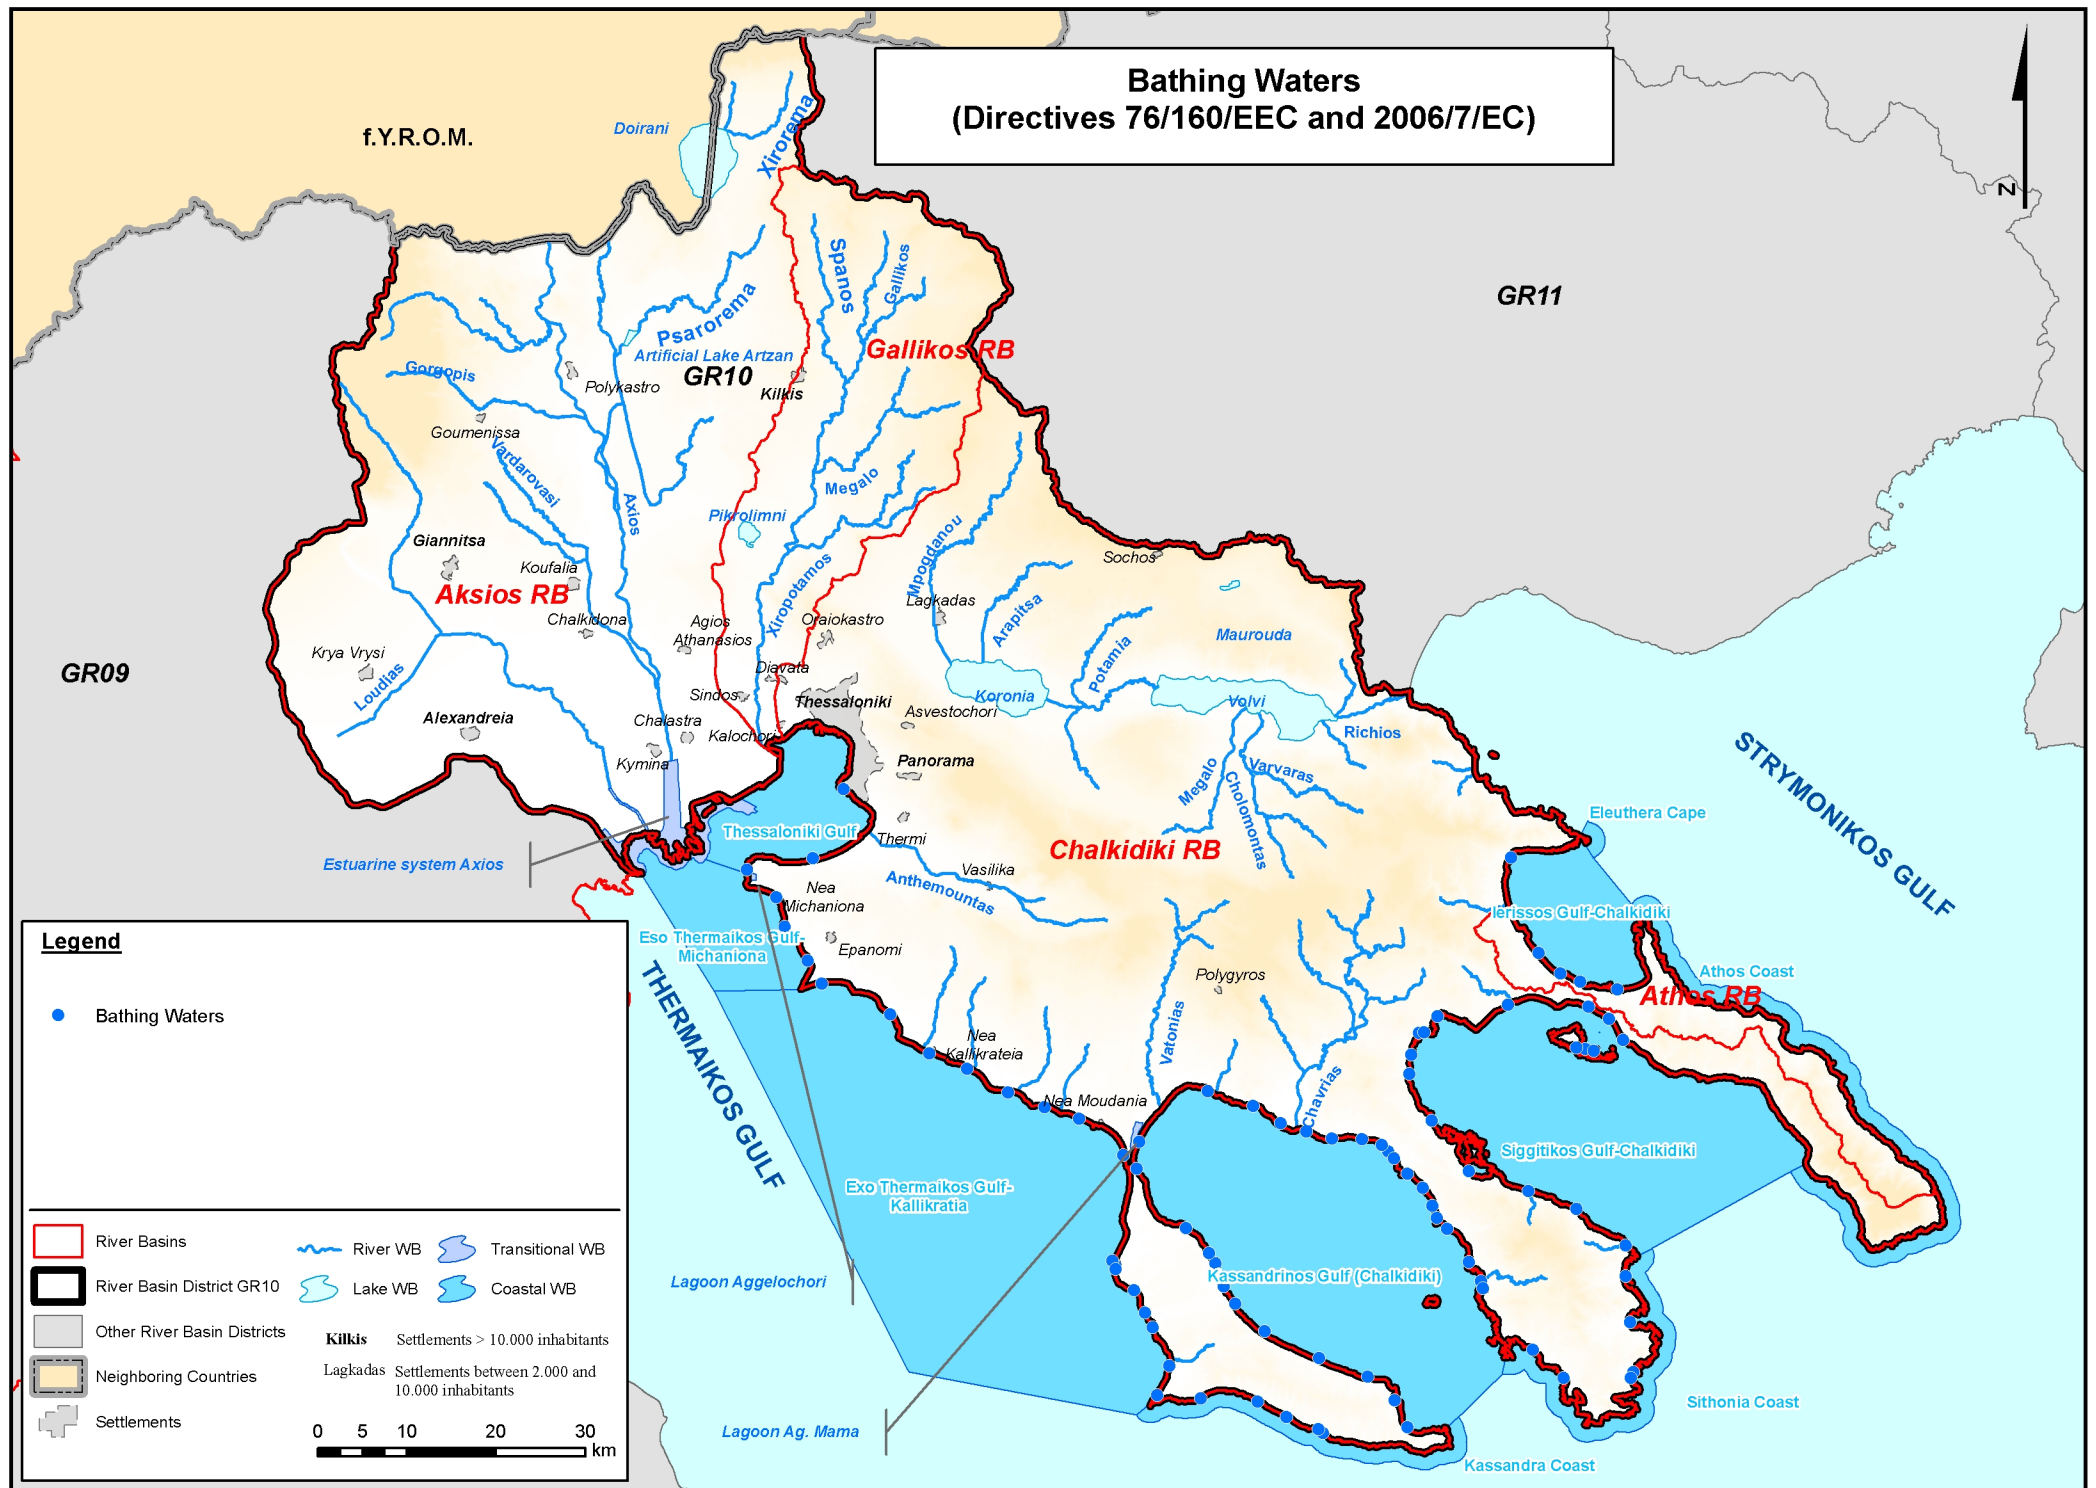 Bathing Waters
(Directives 76/160/EEC and 2006/7/EC)
N
f.Y.R.O.M.
Doirani
Xirorema
Spanos
Gallikos
GR11
Psarorema
Artificial Lake Artzan
GR10
Gallikos RB
Gorgopis
Polykastro
Kilkis
Goumenissa
Vardarovasi
Axios
Megalo
Pikrolimni
Mpogdanou
Giannitsa
Koufalia
Sochos
Aksios RB
Xiropotamos
Lagkadas
Arapitsa
Chalkidona
Agios
Athanasios
Oraiokastro
Maurouda
Krya Vrysi
GR09
Loudias
Diavata
Potamia
Sindos
Thessaloniki
Koronia
Volvi
Alexandreia
Chalastra
Asvestochori
Kalochori
Richios
Kymina
Panorama
Megalo
Varvaras
Cholomontas
STRYMONIKOS GULF
Eleuthera Cape
Thessaloniki Gulf
Thermi
Chalkidiki RB
Estuarine system Axios
Vasilika
Anthemountas
Nea
Michaniona
Ierissos Gulf-Chalkidiki
Eso Thermaikos Gulf-
Michaniona
Epanomi
Polygyros
Athos Coast
Athos RB
THERMAIKOS GULF
Vatonias
Nea
Kallikrateia
Nea Moudania
Chavrias
Siggitikos Gulf-Chalkidiki
Exo Thermaikos Gulf-
Kallikratia
Kassandrinos Gulf (Chalkidiki)
Lagoon Aggelochori
Sithonia Coast
Lagoon Ag. Mama
Kassandra Coast
Legend
Bathing Waters
River Basins
River Basin District GR10
Other River Basin Districts
Neighboring Countries
Settlements
River WB
Transitional WB
Lake WB
Coastal WB
Kilkis Settlements > 10.000 inhabitants
Lagkadas Settlements between 2.000 and
10.000 inhabitants
0 5 10 20 30
km